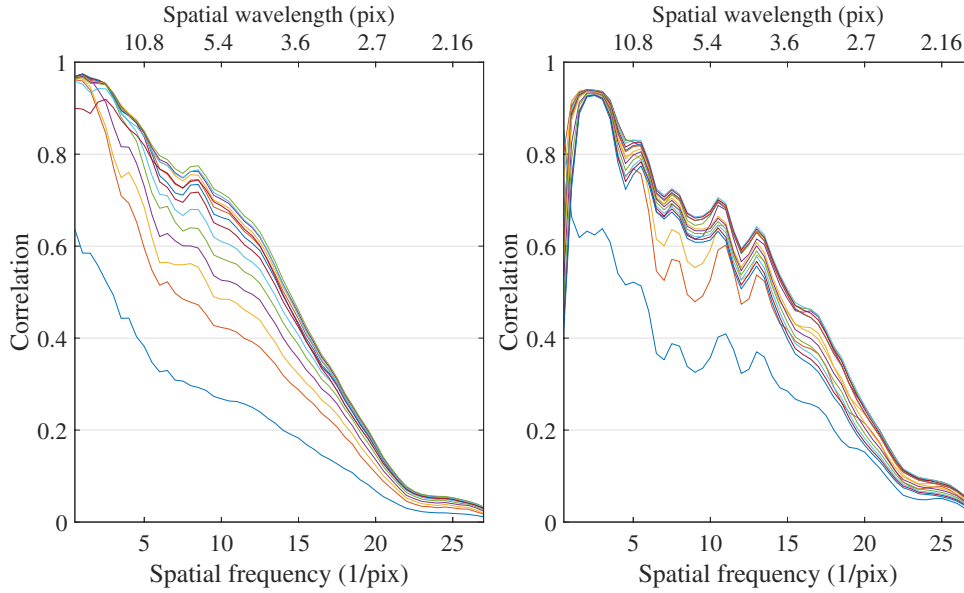 Spatial wavelength (pix)
10.8 5.4 3.6 2.7 2.16
1
0.8
0.6
0.4
0.2
0
Correlation
5 10 15 20 25
Spatial frequency (1/pix)
Spatial wavelength (pix)
10.8 5.4 3.6 2.7 2.16
1
0.8
0.6
0.4
0.2
0
Correlation
5 10 15 20 25
Spatial frequency (1/pix)